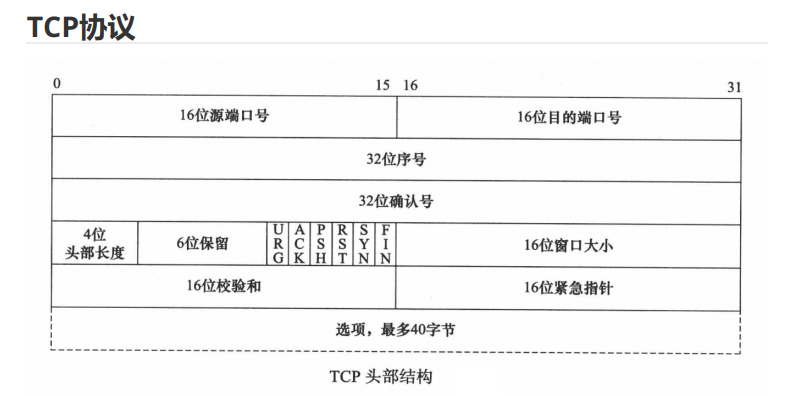 TCP协议
0 15 16 31
16位源端口号 16位目的端口号
32位序号
32位确认号
4位
头部长度
6位保留
URG
ACK
PSH
RST
SYN
FIN
16位窗口大小
16位校验和 16位紧急指针
选项，最多40字节
TCP 头部结构